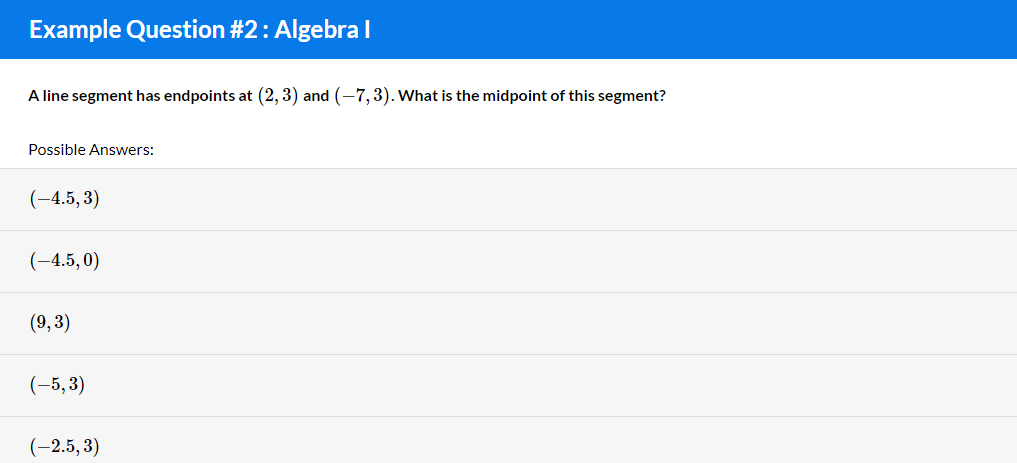 Example Question #2 : Algebra I
A line segment has endpoints at (2, 3) and (−7, 3). What is the midpoint of this segment?
Possible Answers:
(−4.5, 3)
(−4.5, 0)
(9, 3)
(−5, 3)
(−2.5, 3)